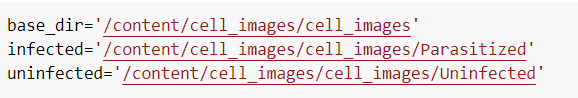 base_dir='/content/cell_images/cell_images'
infected='/content/cell_images/cell_images/Parasitized'
uninfected='/content/cell_images/cell_images/Uninfected'